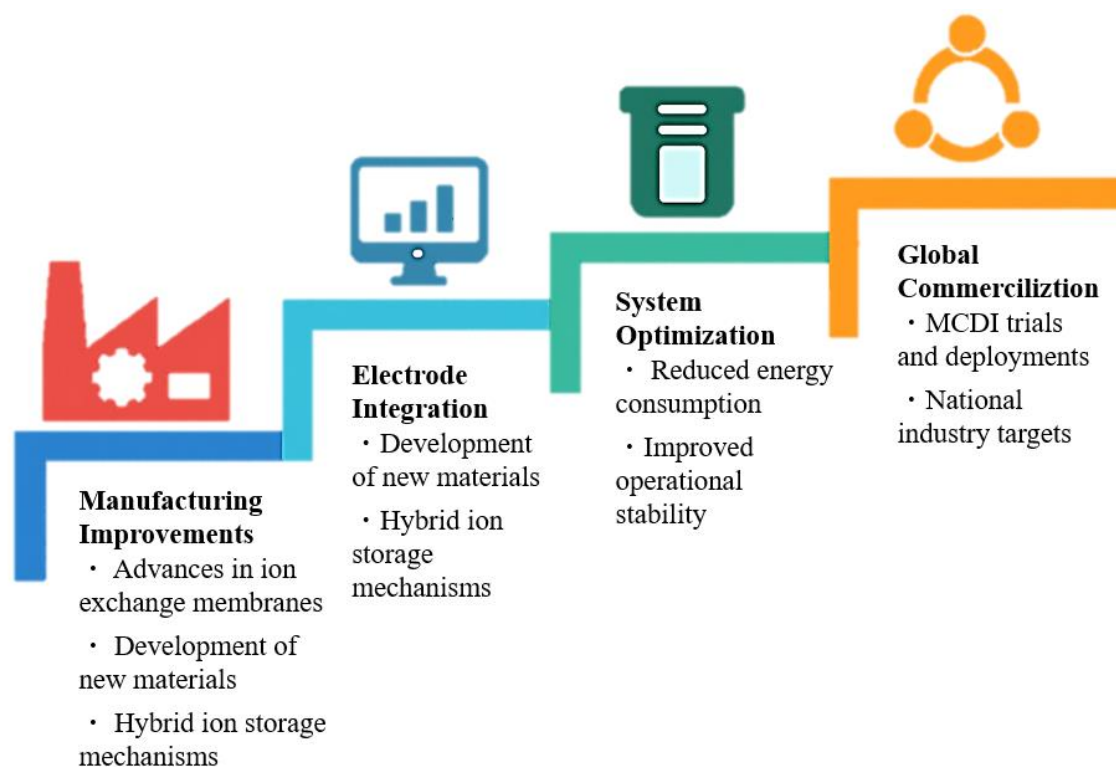 Manufacturing
Improvements
· Advances in ion
exchange membranes
· Development of
new materials
· Hybrid ion storage
mechanisms
Electrode
Integration
· Development
of new materials
· Hybrid ion
storage
mechanisms
System
Optimization
· Reduced energy
consumption
· Improved
operational
stability
Global
Commerciliztion
· MCDI trials
and deployments
· National
industry targets